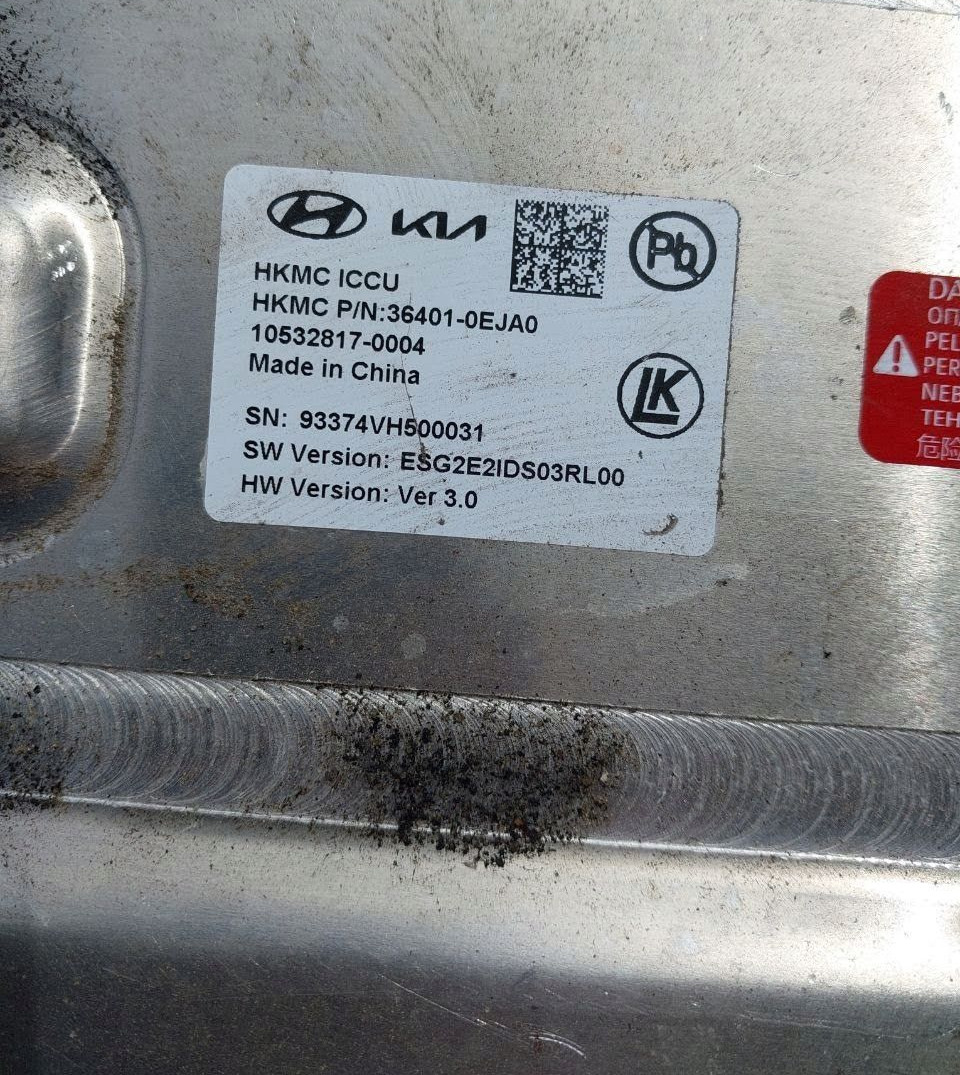 KIA
Pb
HKMC ICCU
HKMC P/N:36401-0EJA0
10532817-0004
Made in China
LK
SN: 93374VH500031
SW Version: ESG2E2IDS03RL00
HW Version: Ver 3.0
DA
ОП
PEL
PER
NEB
TEH
危险